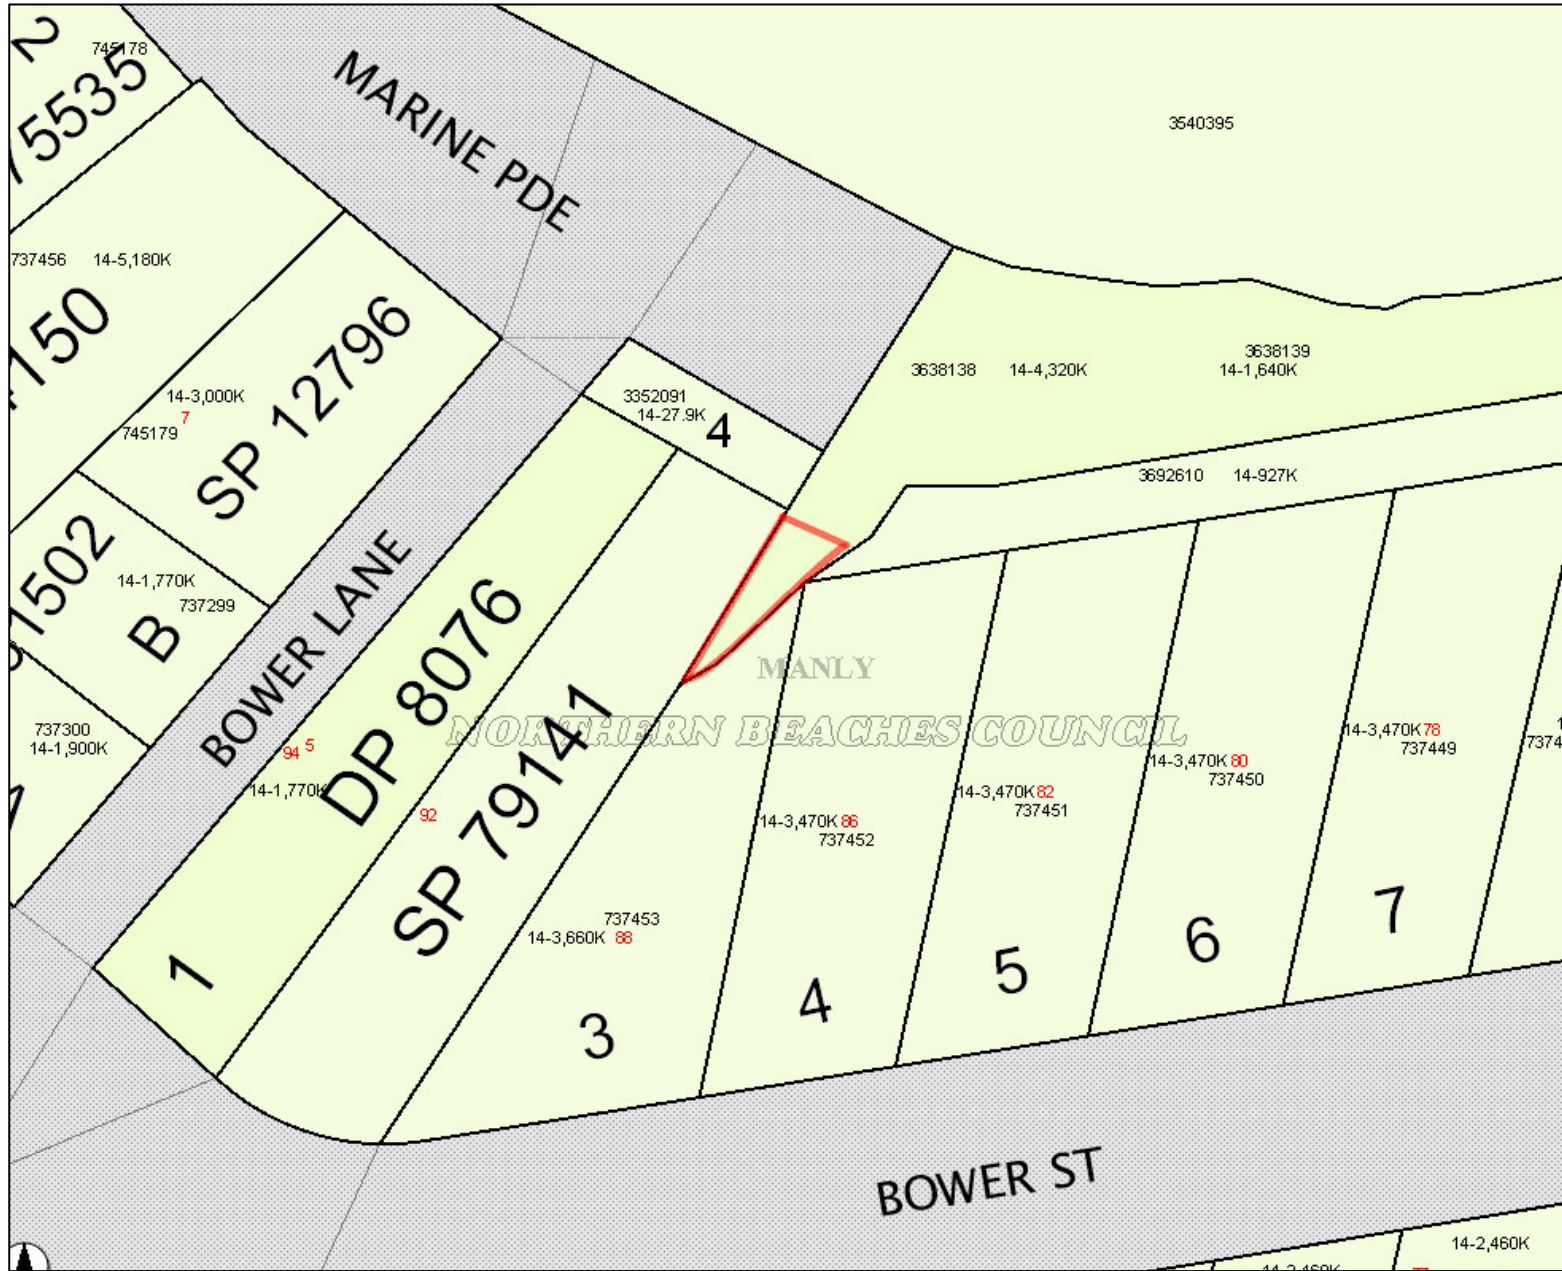 2
745178
75535
MARINE PDE
3540395
737456 14-5,180K
150
SP 12796
14-3,000K
7
745179
3352091
14-27.9K
4
3638138 14-4,320K
3638139
14-1,640K
3692610 14-927K
1502
14-1,770K
737299
B
BOWER LANE
DP 8076
MANLY
NORTHERN BEACHES COUNCIL
737300
14-1,900K
94 5
14-1,770K
92
SP 79141
14-3,470K 86
737452
14-3,470K 82
737451
14-3,470K 80
737450
14-3,470K 78
737449
737453
14-3,660K 88
1
3
4
5
6
7
BOWER ST
14-2,460K